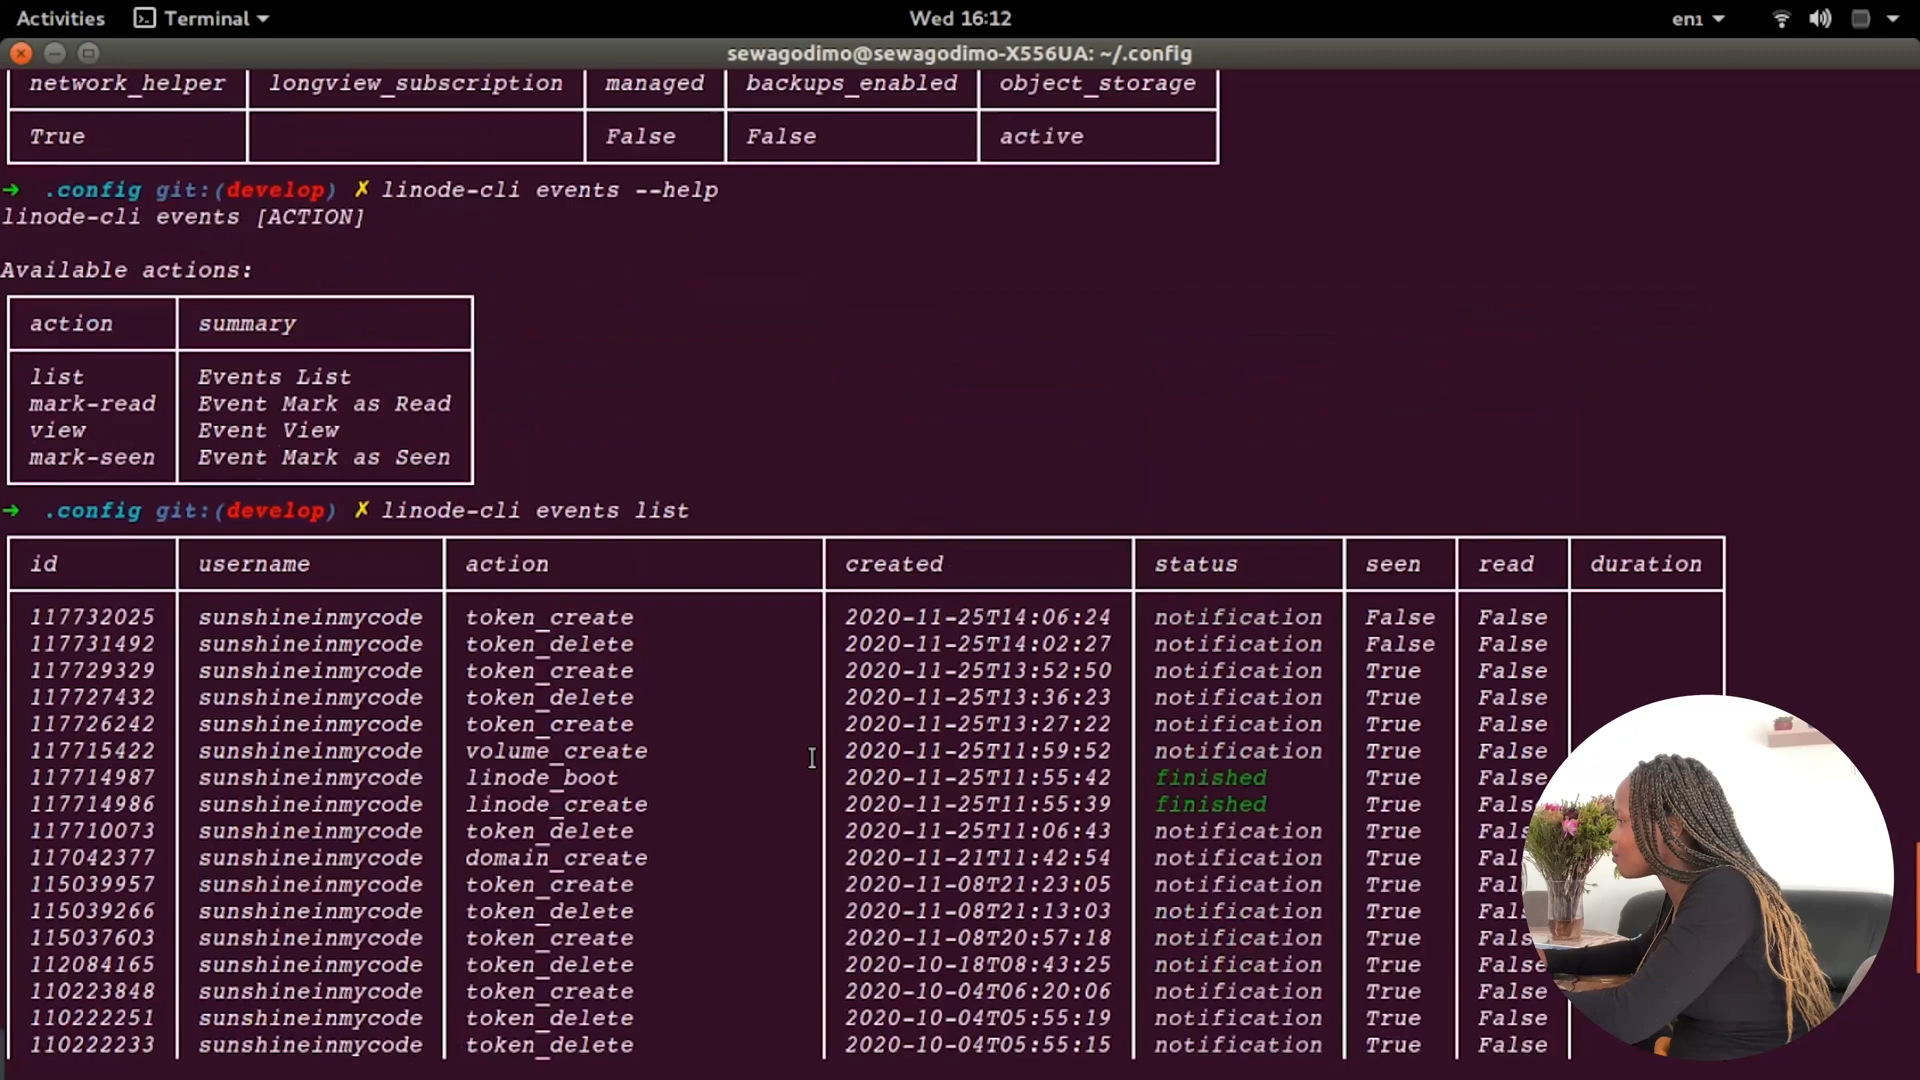 Activities Terminal Wed 16:12 en1
sewagodimo@sewagodimo-X556UA: ~/.config
network_helper longview_subscription managed backups_enabled object_storage
True False False active
➔ .config git:(develop) ✗ linode-cli events --help
linode-cli events [ACTION]
Available actions:
action summary
list Events List
mark-read Event Mark as Read
view Event View
mark-seen Event Mark as Seen
➔ .config git:(develop) ✗ linode-cli events list
id username action created status seen read duration
117732025 sunshineinmycode token_create 2020-11-25T14:06:24 notification False False
117731492 sunshineinmycode token_delete 2020-11-25T14:02:27 notification False False
117729329 sunshineinmycode token_create 2020-11-25T13:52:50 notification True False
117727432 sunshineinmycode token_delete 2020-11-25T13:36:23 notification True False
117726242 sunshineinmycode token_create 2020-11-25T13:27:22 notification True False
117715422 sunshineinmycode volume_create 2020-11-25T11:59:52 notification True False
117714987 sunshineinmycode linode_boot 2020-11-25T11:55:42 finished True False
117714986 sunshineinmycode linode_create 2020-11-25T11:55:39 finished True False
117710073 sunshineinmycode token_delete 2020-11-25T11:06:43 notification True False
117042377 sunshineinmycode domain_create 2020-11-21T11:42:54 notification True Fal
115039957 sunshineinmycode token_create 2020-11-08T21:23:05 notification True Fal
115039266 sunshineinmycode token_delete 2020-11-08T21:13:03 notification True Fals
115037603 sunshineinmycode token_create 2020-11-08T20:57:18 notification True Fals
112084165 sunshineinmycode token_delete 2020-10-18T08:43:25 notification True False
110223848 sunshineinmycode token_create 2020-10-04T06:20:06 notification True False
110222251 sunshineinmycode token_delete 2020-10-04T05:55:19 notification True False
110222233 sunshineinmycode token_delete 2020-10-04T05:55:15 notification True False